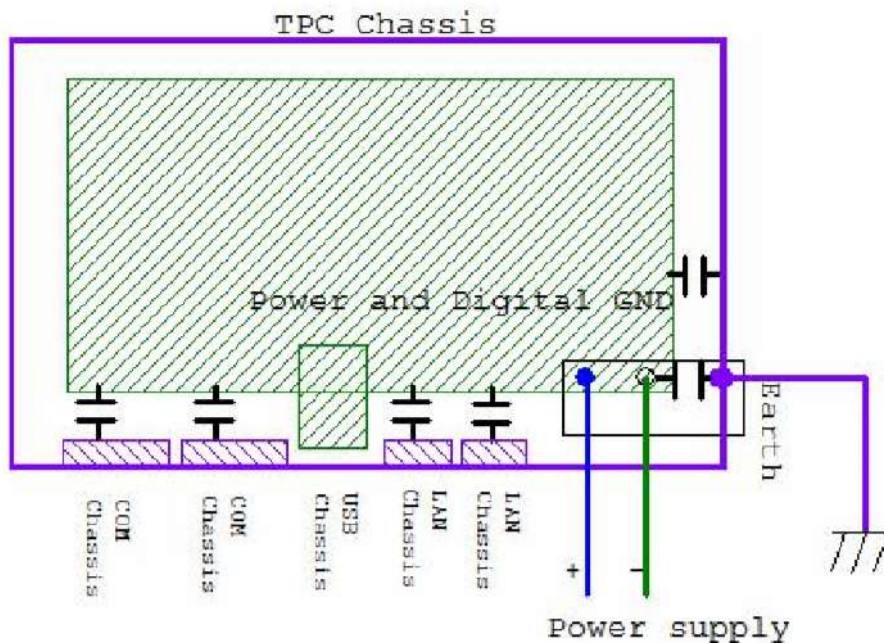 TPC Chassis
Power and Digital GND
Earth
COM
Chassis
COM
Chassis
USB
Chassis
LAN
Chassis
LAN
Chassis
+
-
Power supply